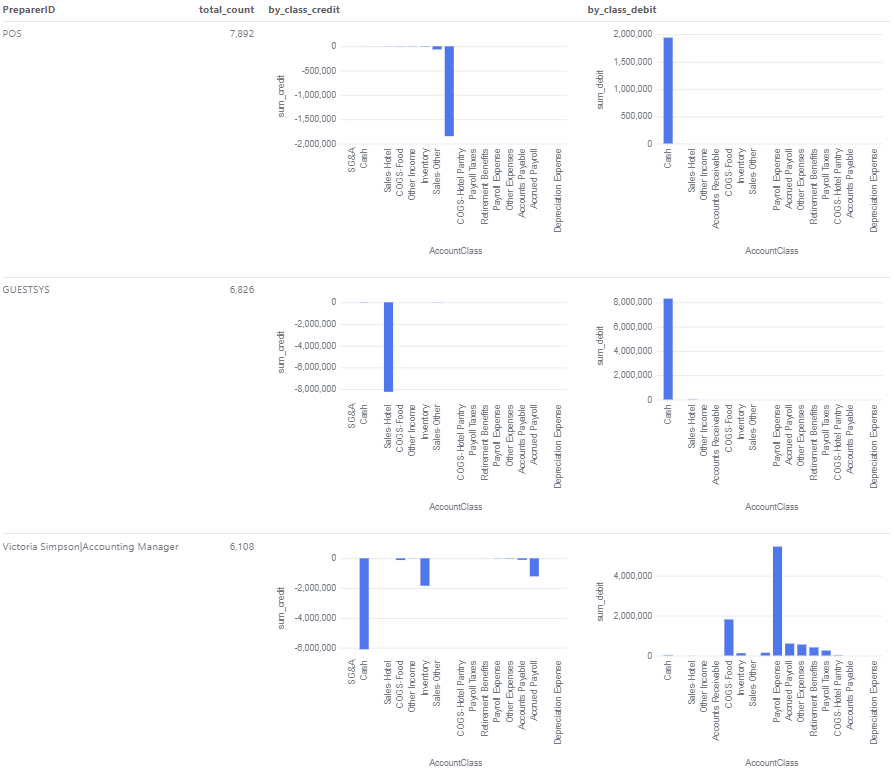 PreparerID total_count by_class_credit by_class_debit
POS 7,892
sum_credit
0
-500,000
-1,000,000
-1,500,000
-2,000,000
SG&A
Cash
Sales-Hotel
COGS-Food
Other Income
Inventory
Sales-Other
COGS-Hotel Pantry
Payroll Taxes
Retirement Benefits
Payroll Expense
Other Expenses
Accounts Payable
Accrued Payroll
Depreciation Expense
AccountClass
sum_debit
2,000,000
1,500,000
1,000,000
500,000
0
Cash
Sales-Hotel
Other Income
Accounts Receivable
COGS-Food
Inventory
Sales-Other
Payroll Expense
Accrued Payroll
Other Expenses
Retirement Benefits
Payroll Taxes
COGS-Hotel Pantry
Accounts Payable
Depreciation Expense
AccountClass
GUESTSYS 6,826
sum_credit
0
-2,000,000
-4,000,000
-6,000,000
-8,000,000
SG&A
Cash
Sales-Hotel
COGS-Food
Other Income
Inventory
Sales-Other
COGS-Hotel Pantry
Payroll Taxes
Retirement Benefits
Payroll Expense
Other Expenses
Accounts Payable
Accrued Payroll
Depreciation Expense
AccountClass
sum_debit
8,000,000
6,000,000
4,000,000
2,000,000
0
Cash
Sales-Hotel
Other Income
Accounts Receivable
COGS-Food
Inventory
Sales-Other
Payroll Expense
Accrued Payroll
Other Expenses
Retirement Benefits
Payroll Taxes
COGS-Hotel Pantry
Accounts Payable
Depreciation Expense
AccountClass
Victoria Simpson|Accounting Manager 6,108
sum_credit
0
-2,000,000
-4,000,000
-6,000,000
SG&A
Cash
Sales-Hotel
COGS-Food
Other Income
Inventory
Sales-Other
COGS-Hotel Pantry
Payroll Taxes
Retirement Benefits
Payroll Expense
Other Expenses
Accounts Payable
Accrued Payroll
Depreciation Expense
AccountClass
sum_debit
4,000,000
2,000,000
0
Cash
Sales-Hotel
Other Income
Accounts Receivable
COGS-Food
Inventory
Sales-Other
Payroll Expense
Accrued Payroll
Other Expenses
Retirement Benefits
Payroll Taxes
COGS-Hotel Pantry
Accounts Payable
Depreciation Expense
AccountClass